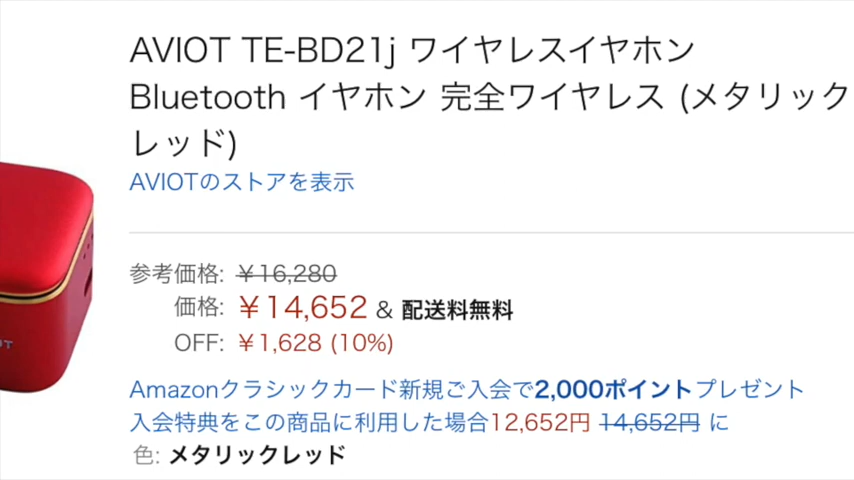 AVIOT TE-BD21j ワイヤレスイヤホン
Bluetooth イヤホン 完全ワイヤレス (メタリック
レッド)
AVIOTのストアを表示
参考価格: ￥16,280
価格: ￥14,652 & 配送料無料
OFF: ￥1,628 (10%)
Amazonクラシックカード新規ご入会で2,000ポイントプレゼント
入会特典をこの商品に利用した場合12,652円 14,652円 に
色: メタリックレッド